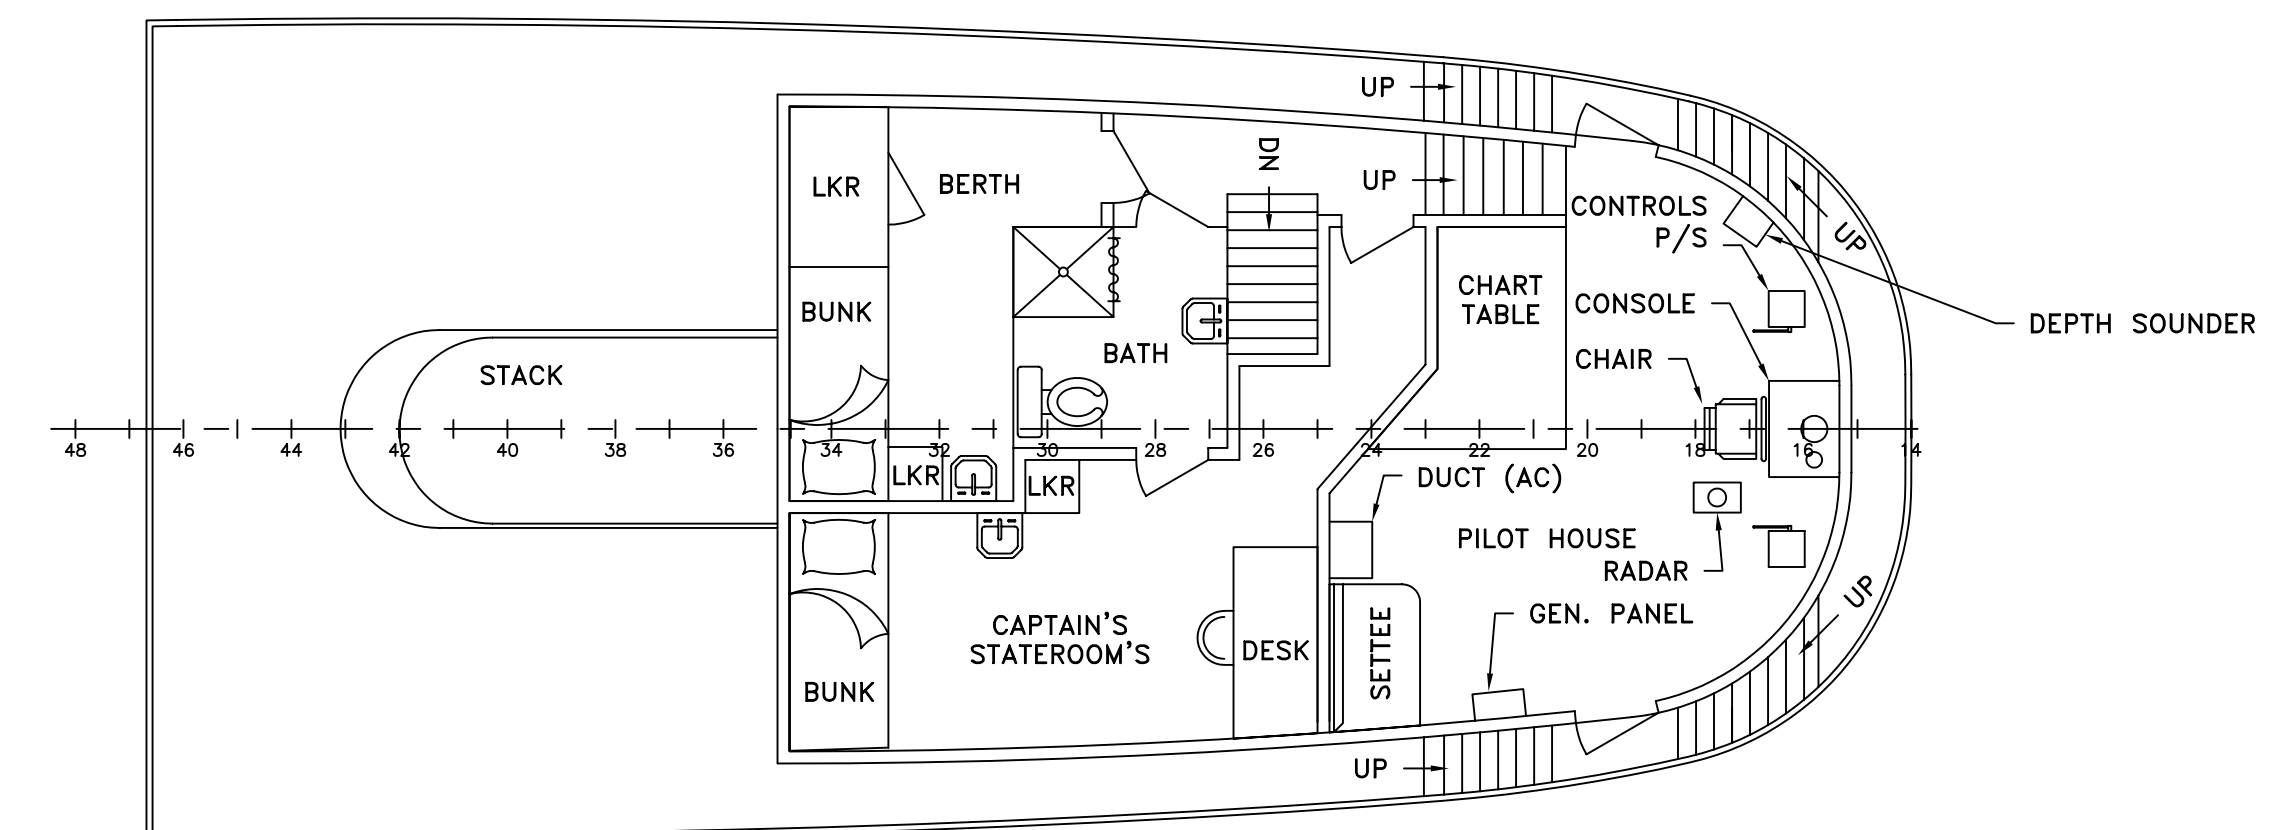 UP
DN
LKR
BERTH
UP
CONTROLS
P/S
UP
BUNK
CHART
TABLE
CONSOLE
DEPTH SOUNDER
BATH
CHAIR
STACK
48 46 44 42 40 38 36 34 32 30 28 26 24 22 20 18 16 14
LKR
LKR
DUCT (AC)
PILOT HOUSE
RADAR
UP
GEN. PANEL
CAPTAIN'S
STATEROOM'S
DESK
SETTEE
BUNK
UP